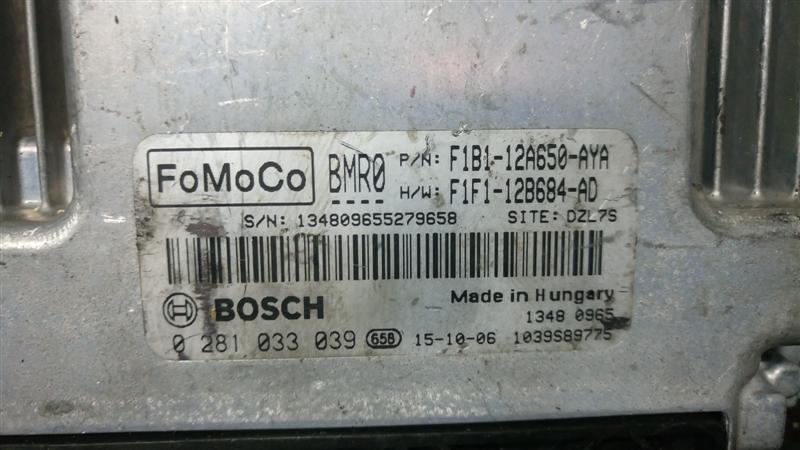 FoMoCo BMR0 P/N: F1B1-12A650-AYA
H/W: F1F1-12B684-AD
S/N: 134809655279658 SITE: DZL7S
BOSCH Made in Hungary
1348 0965
0 281 033 039 658 15-10-06 1039S89775